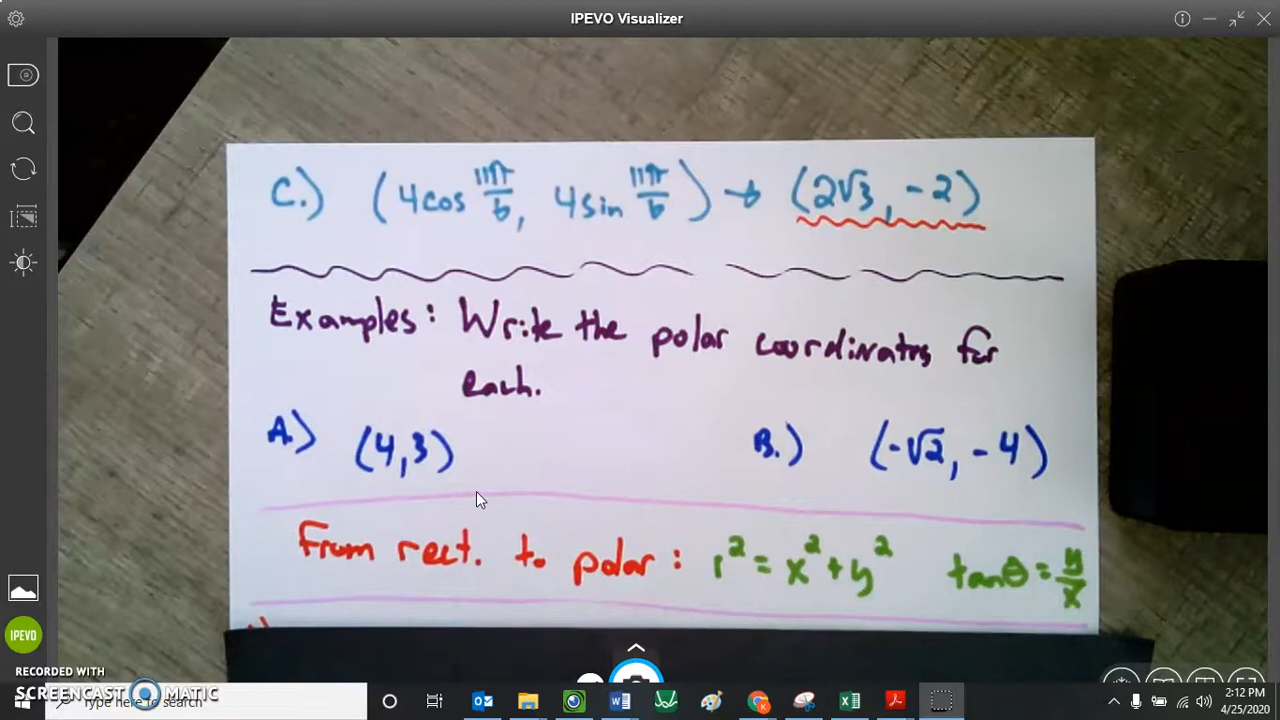 IPEVO Visualizer
C.) (4cos 11π/6, 4sin 11π/6) → (2√3, -2)
Examples: Write the polar coordinates for
each.
A.) (4,3) B.) (-√2, -4)
From rect. to polar: r²=x²+y² tanθ=y/x
IPEVO
RECORDED WITH
SCREENCAST MATIC
Type here to search
2:12 PM
4/25/2020